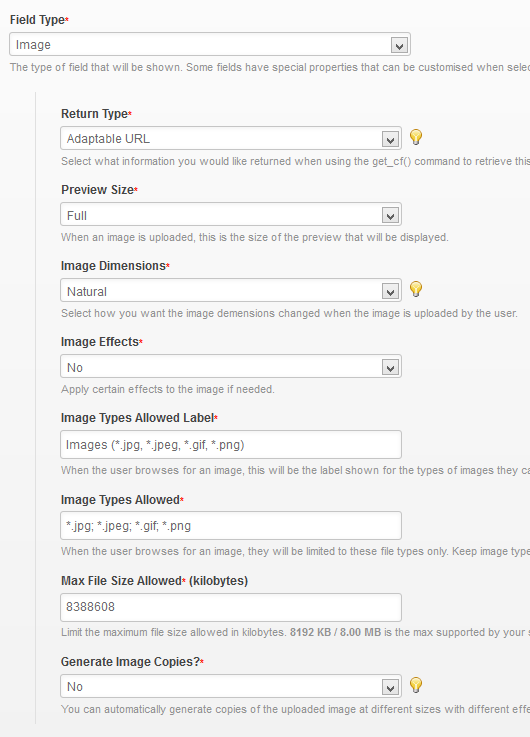 Field Type*
Image
The type of field that will be shown. Some fields have special properties that can be customised when selec
Return Type*
Adaptable URL
Select what information you would like returned when using the get_cf() command to retrieve this
Preview Size*
Full
When an image is uploaded, this is the size of the preview that will be displayed.
Image Dimensions*
Natural
Select how you want the image demensions changed when the image is uploaded by the user.
Image Effects*
No
Apply certain effects to the image if needed.
Image Types Allowed Label*
Images (*.jpg, *.jpeg, *.gif, *.png)
When the user browses for an image, this will be the label shown for the types of images they ca
Image Types Allowed*
*.jpg; *.jpeg; *.gif; *.png
When the user browses for an image, they will be limited to these file types only. Keep image type
Max File Size Allowed* (kilobytes)
8388608
Limit the maximum file size allowed in kilobytes. 8192 KB / 8.00 MB is the max supported by your s
Generate Image Copies?*
No
You can automatically generate copies of the uploaded image at different sizes with different effe